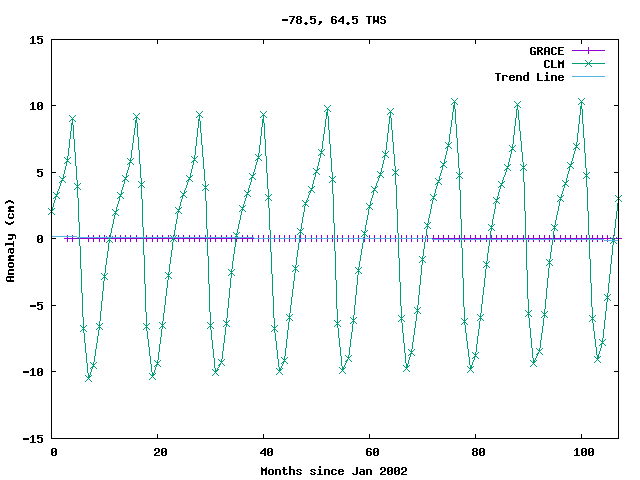 -78.5, 64.5 TWS
GRACE
CLM
Trend Line
15
10
5
0
-5
-10
-15
Anomaly (cm)
0 20 40 60 80 100
Months since Jan 2002